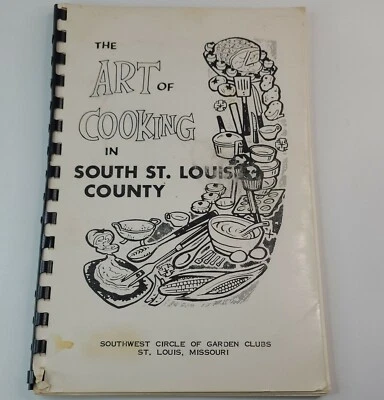 THE
ART OF
COOKING
IN
SOUTH ST. LOUIS
COUNTY
SOUTHWEST CIRCLE OF GARDEN CLUBS
ST. LOUIS, MISSOURI